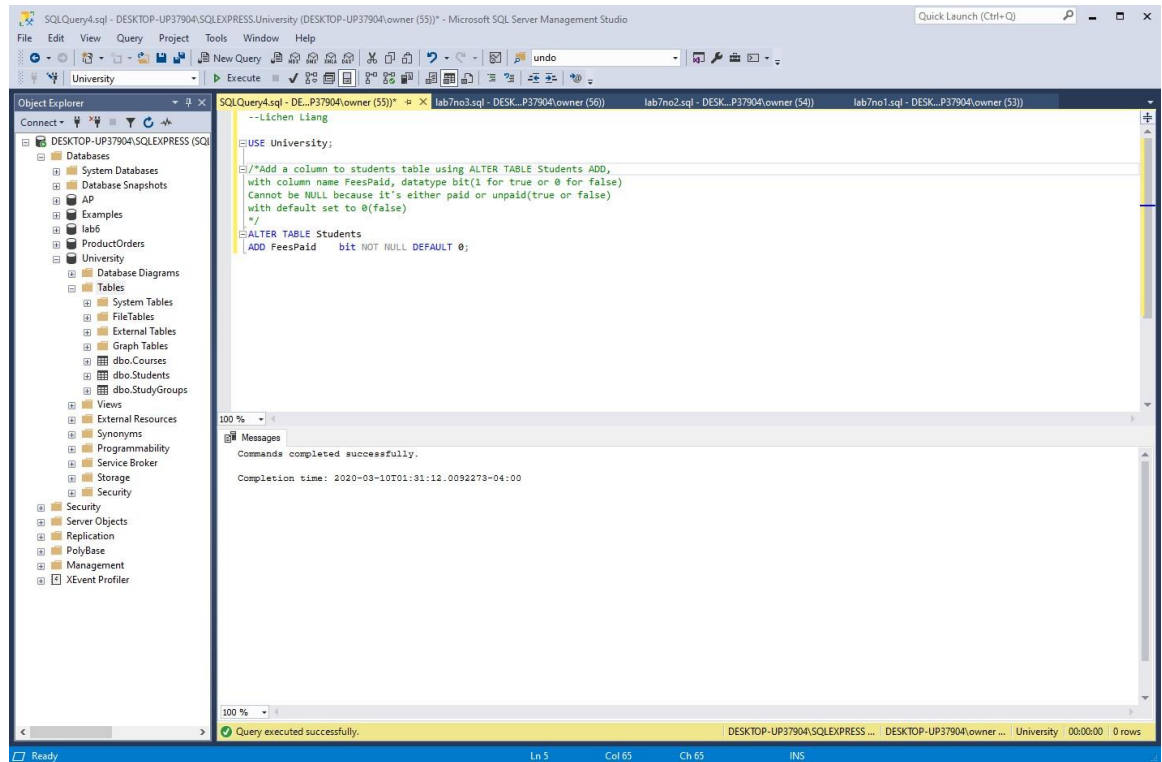 SQLQuery4.sql - DESKTOP-UP37904\SQLEXPRESS.University (DESKTOP-UP37904\owner (55))* - Microsoft SQL Server Management Studio
Quick Launch (Ctrl+Q)
File Edit View Query Project Tools Window Help
New Query undo
University Execute
Object Explorer
SQLQuery4.sql - DE...P37904\owner (55))* lab7no3.sql - DESK...P37904\owner (56)) lab7no2.sql - DESK...P37904\owner (54)) lab7no1.sql - DESK...P37904\owner (53))
Connect
DESKTOP-UP37904\SQLEXPRESS (SQL
Databases
System Databases
Database Snapshots
AP
Examples
lab6
ProductOrders
University
Database Diagrams
Tables
System Tables
FileTables
External Tables
Graph Tables
dbo.Courses
dbo.Students
dbo.StudyGroups
Views
External Resources
Synonyms
Programmability
Service Broker
Storage
Security
Security
Server Objects
Replication
PolyBase
Management
XEvent Profiler
--Lichen Liang
USE University;
/*Add a column to students table using ALTER TABLE Students ADD,
with column name FeesPaid, datatype bit(1 for true or 0 for false)
Cannot be NULL because it's either paid or unpaid(true or false)
with default set to 0(false)
*/
ALTER TABLE Students
ADD FeesPaid bit NOT NULL DEFAULT 0;
100 %
Messages
Commands completed successfully.
Completion time: 2020-03-10T01:31:12.0092273-04:00
100 %
Query executed successfully. DESKTOP-UP37904\SQLEXPRESS ... DESKTOP-UP37904\owner ... University 00:00:00 0 rows
Ready Ln 5 Col 65 Ch 65 INS